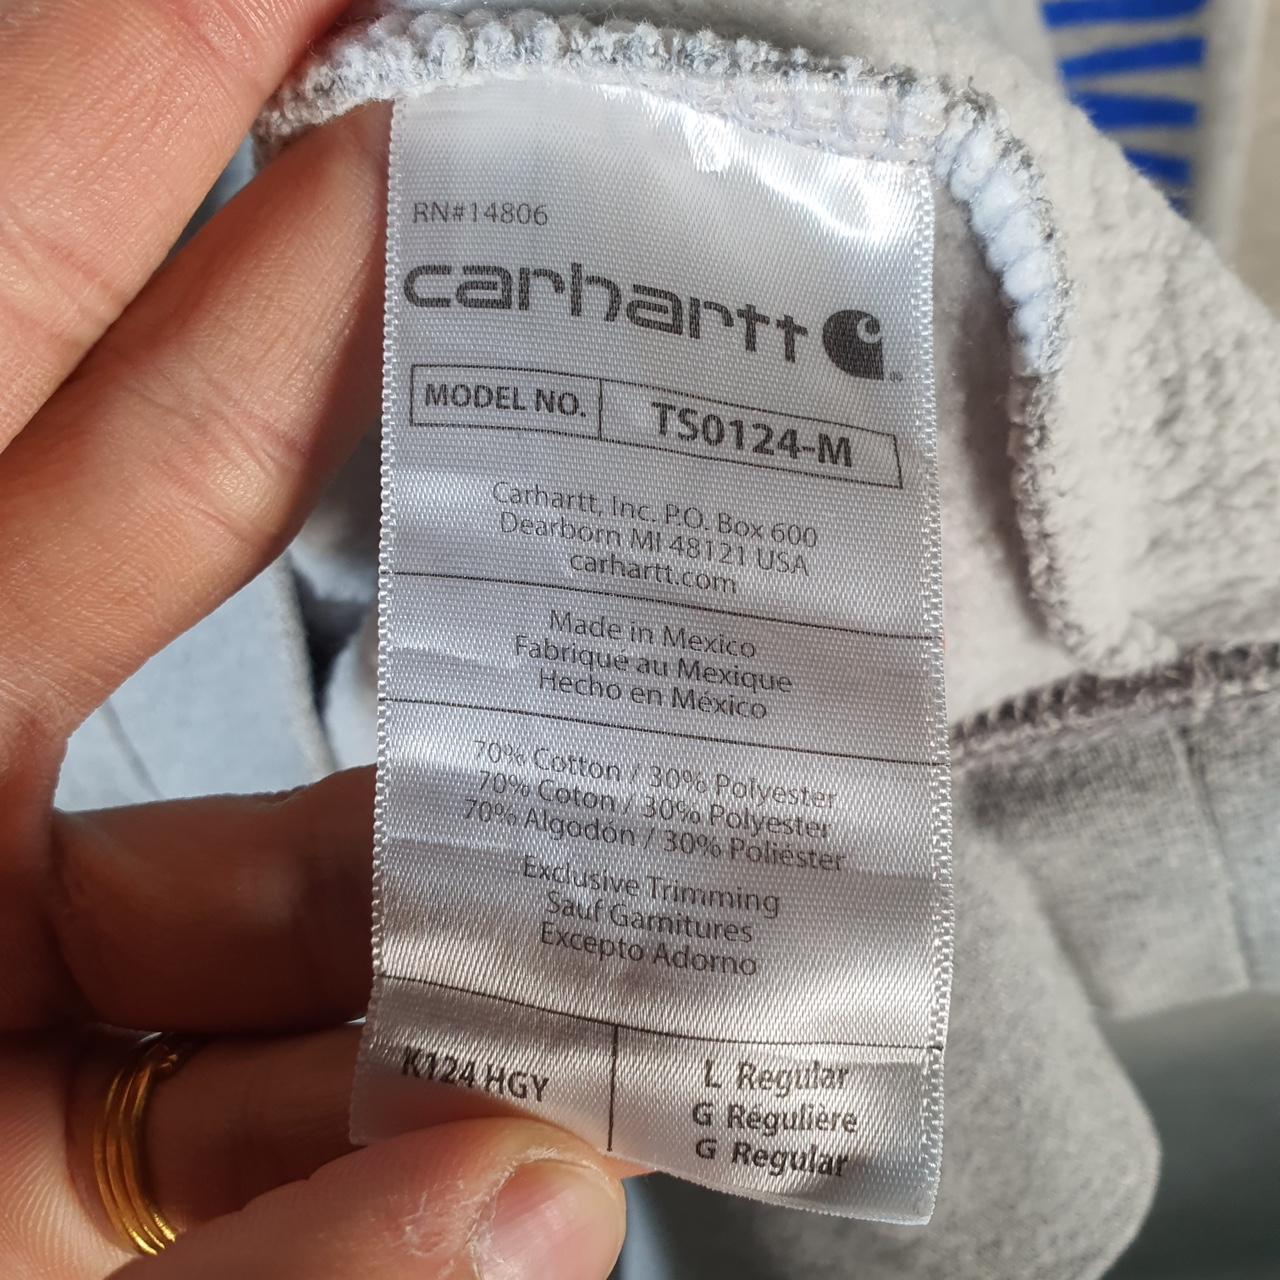 RN#14806
carhartt
MODEL NO. TS0124-M
Carhartt, Inc. P.O. Box 600
Dearborn MI 48121 USA
carhartt.com
Made in Mexico
Fabriqué au Mexique
Hecho en México
70% Cotton / 30% Polyester
70% Coton / 30% Polyester
70% Algodón / 30% Poliéster
Exclusive Trimming
Sauf Garnitures
Excepto Adorno
K124 HGY
L Regular
G Regulière
G Regular